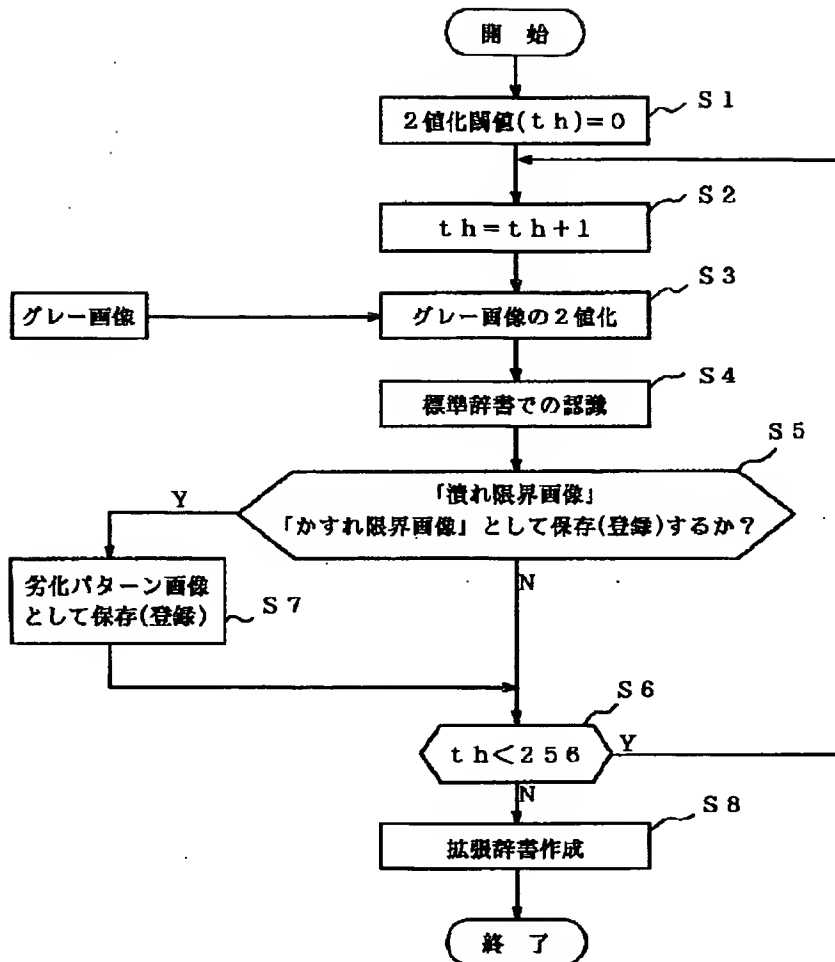 開 始
2値化閾値(th)=0
S1
th=th+1
S2
グレー画像
グレー画像の2値化
S3
標準辞書での認識
S4
「潰れ限界画像」
「かすれ限界画像」として保存(登録)するか?
S5
Y
N
劣化パターン画像
として保存(登録)
S7
th<256
S6
Y
N
拡張辞書作成
S8
終 了